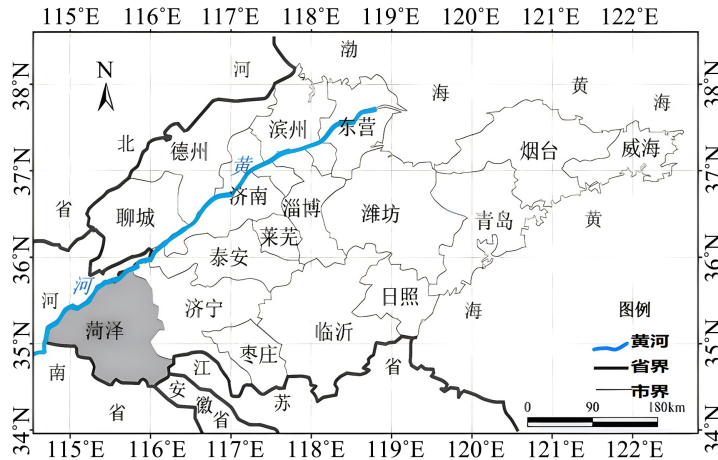 115°E 116°E 117°E 118°E 119°E 120°E 121°E 122°E
38°N
37°N
36°N
35°N
34°N
38°N
37°N
36°N
35°N
34°N
N
渤
海
黄
海
黄
海
河
北
省
河
南
省
安
徽
省
江
苏
省
德州
滨州
东营
烟台
威海
聊城
济南
淄博
潍坊
青岛
莱芜
泰安
日照
菏泽
济宁
临沂
枣庄
黄
河
图例
黄河
省界
市界
0 90 180km
115°E 116°E 117°E 118°E 119°E 120°E 121°E 122°E